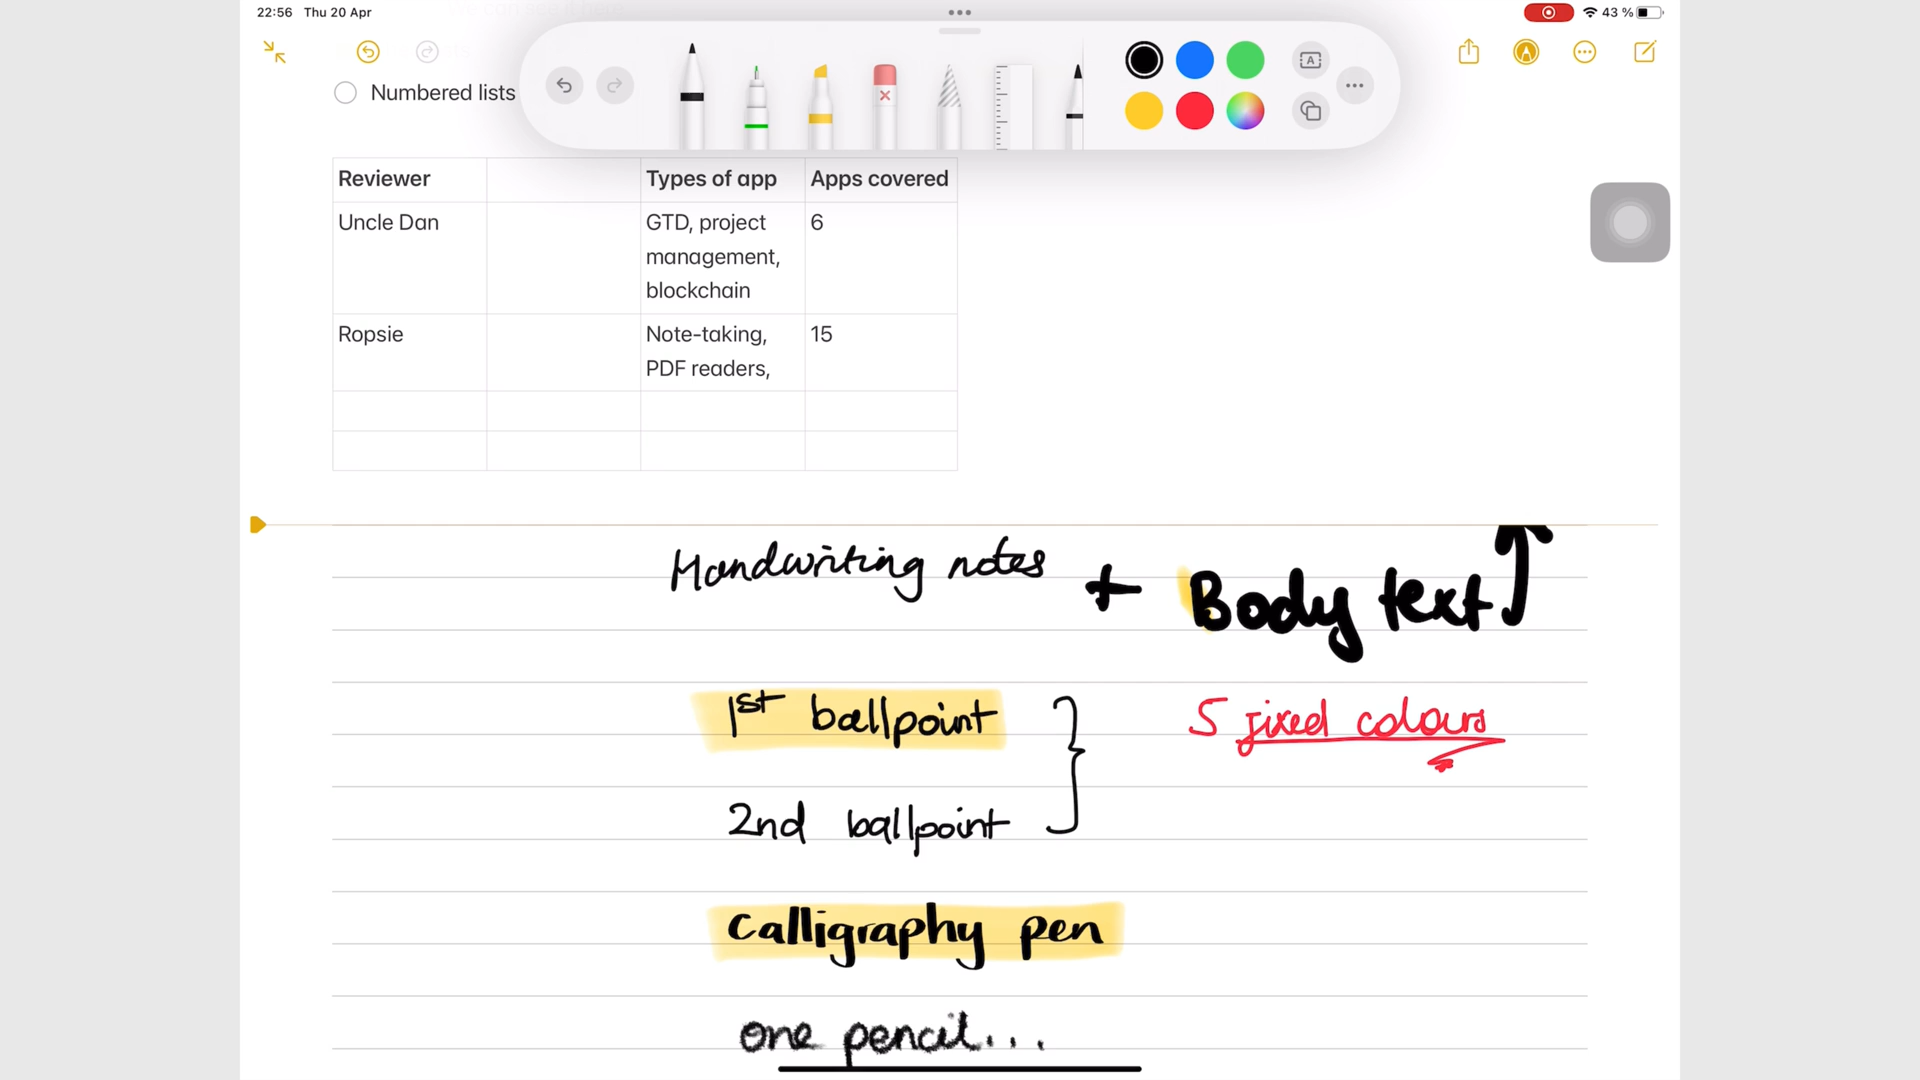 22:56 Thu 20 Apr
43 %
Numbered lists
A
Reviewer Types of app Apps covered
Uncle Dan GTD, project 6
management,
blockchain
Ropsie Note-taking, 15
PDF readers,
Handwriting notes + Body text
1st ballpoint 5 fixed colours
2nd ballpoint
Calligraphy pen
one pencil...